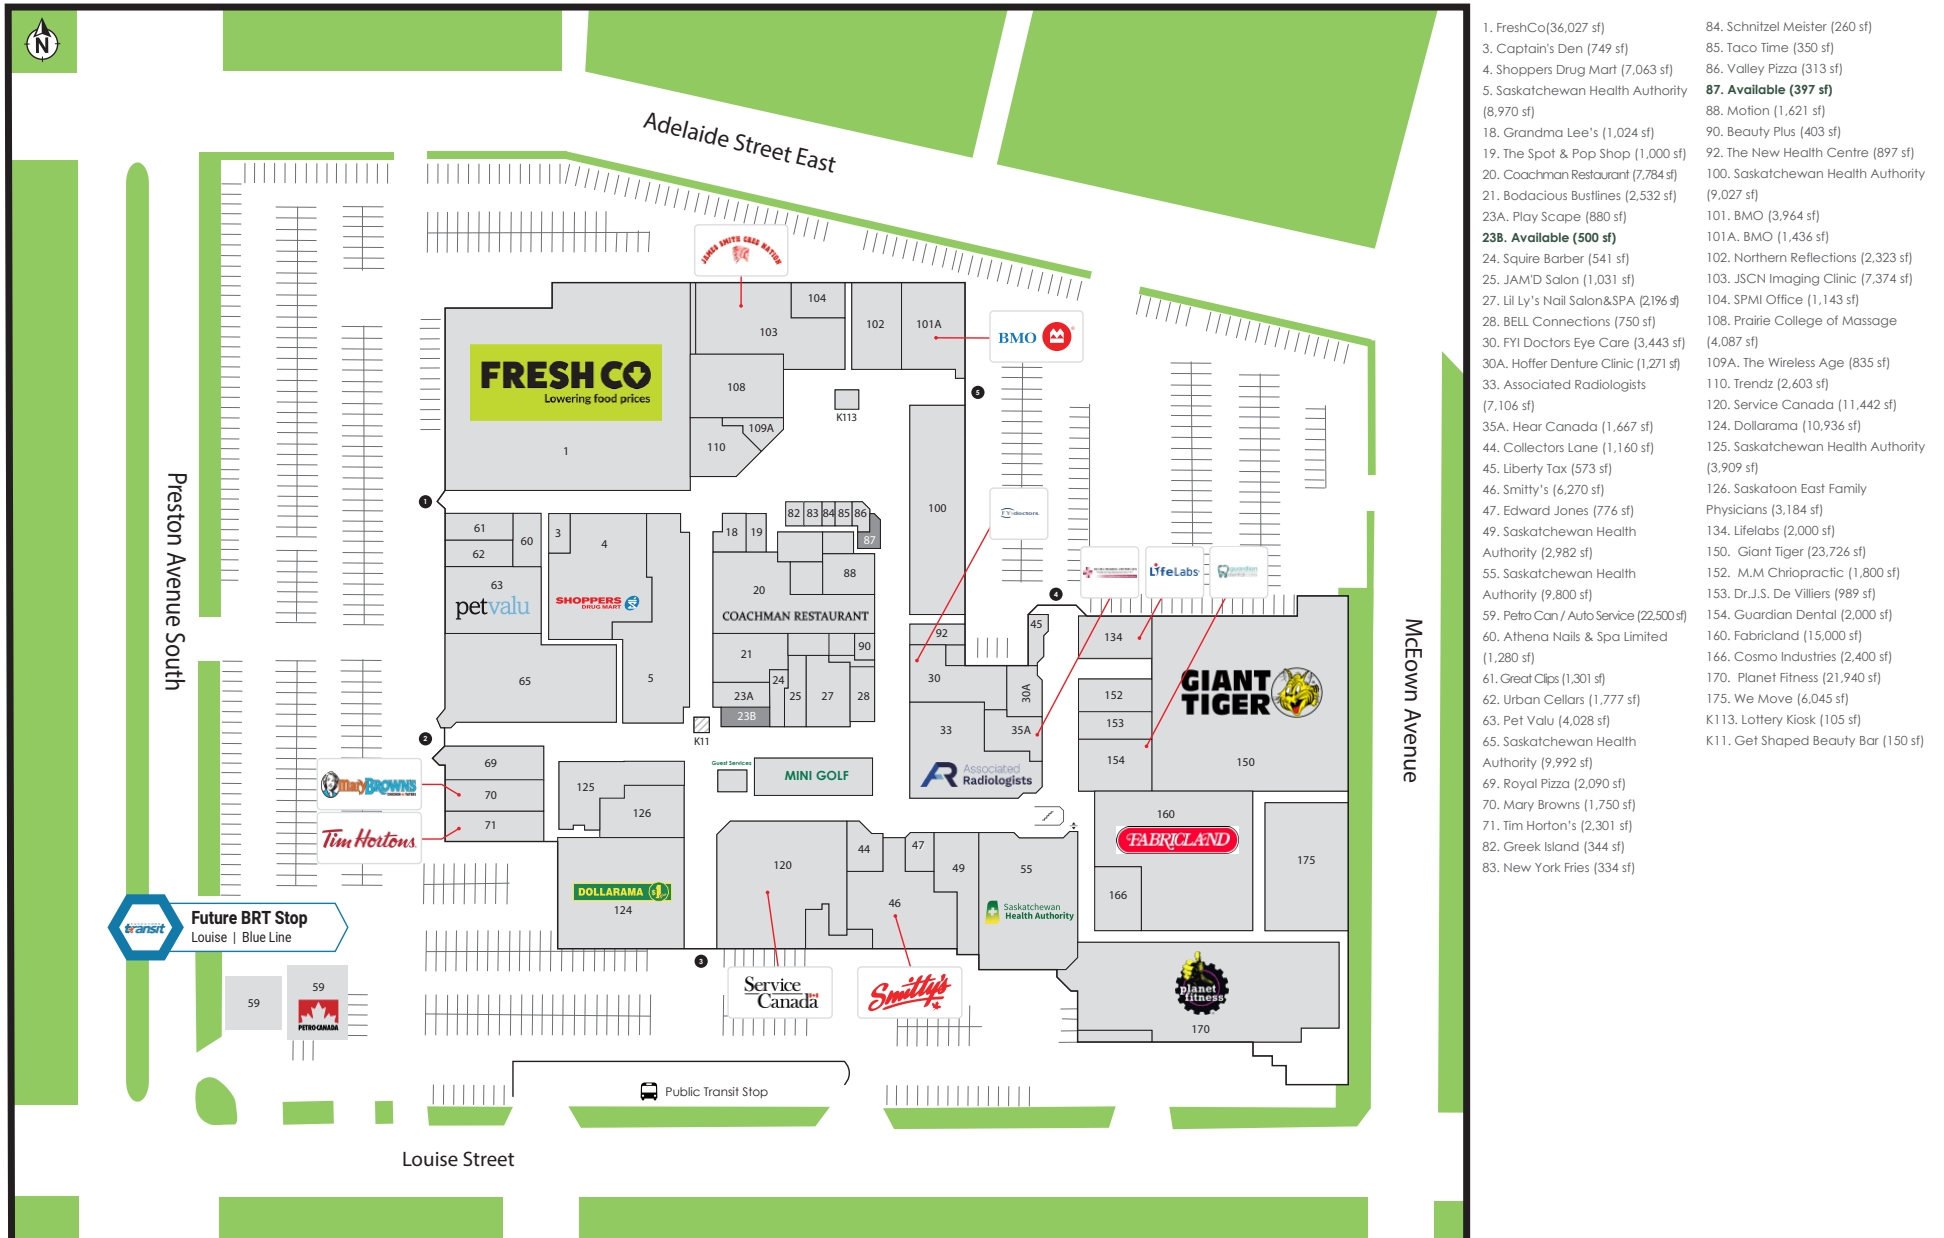 N
Adelaide Street East
JAMES SMITH CREE NATION
104
103
102
101A
BMO
FRESHCO
Lowering food prices
1
108
K113
109A
110
5
100
Preston Avenue South
1
61
60
62
3
4
63
petvalu
SHOPPERS
DRUG MART
65
5
18
19
82
83
84
85
86
87
88
20
COACHMAN RESTAURANT
21
90
24
23A
25
27
28
23B
K11
FYidoctors
4
LifeLabs
guardian
92
45
30
30A
33
35A
Associated
Radiologists
134
152
153
154
GIANT
TIGER
150
McEown Avenue
2
69
70
71
Mary BROWNS
Tim Hortons
Guest Services
MINI GOLF
125
126
DOLLARAMA
124
120
44
47
49
46
55
Saskatchewan
Health Authority
160
FABRICLAND
166
175
transit
Future BRT Stop
Louise | Blue Line
59
59
PETRO-CANADA
3
Service
Canada
Smitty's
planet
fitness
170
Public Transit Stop
Louise Street
1. FreshCo(36,027 sf)
3. Captain's Den (749 sf)
4. Shoppers Drug Mart (7,063 sf)
5. Saskatchewan Health Authority
(8,970 sf)
18. Grandma Lee's (1,024 sf)
19. The Spot & Pop Shop (1,000 sf)
20. Coachman Restaurant (7,784 sf)
21. Bodacious Bustlines (2,532 sf)
23A. Play Scape (880 sf)
23B. Available (500 sf)
24. Squire Barber (541 sf)
25. JAM'D Salon (1,031 sf)
27. Lil Ly's Nail Salon&SPA (2,196 sf)
28. BELL Connections (750 sf)
30. FYI Doctors Eye Care (3,443 sf)
30A. Hoffer Denture Clinic (1,271 sf)
33. Associated Radiologists
(7,106 sf)
35A. Hear Canada (1,667 sf)
44. Collectors Lane (1,160 sf)
45. Liberty Tax (573 sf)
46. Smitty's (6,270 sf)
47. Edward Jones (776 sf)
49. Saskatchewan Health
Authority (2,982 sf)
55. Saskatchewan Health
Authority (9,800 sf)
59. Petro Can / Auto Service (22,500 sf)
60. Athena Nails & Spa Limited
(1,280 sf)
61. Great Clips (1,301 sf)
62. Urban Cellars (1,777 sf)
63. Pet Valu (4,028 sf)
65. Saskatchewan Health
Authority (9,992 sf)
69. Royal Pizza (2,090 sf)
70. Mary Browns (1,750 sf)
71. Tim Horton's (2,301 sf)
82. Greek Island (344 sf)
83. New York Fries (334 sf)
84. Schnitzel Meister (260 sf)
85. Taco Time (350 sf)
86. Valley Pizza (313 sf)
87. Available (397 sf)
88. Motion (1,621 sf)
90. Beauty Plus (403 sf)
92. The New Health Centre (897 sf)
100. Saskatchewan Health Authority
(9,027 sf)
101. BMO (3,964 sf)
101A. BMO (1,436 sf)
102. Northern Reflections (2,323 sf)
103. JSCN Imaging Clinic (7,374 sf)
104. SPMI Office (1,143 sf)
108. Prairie College of Massage
(4,087 sf)
109A. The Wireless Age (835 sf)
110. Trendz (2,603 sf)
120. Service Canada (11,442 sf)
124. Dollarama (10,936 sf)
125. Saskatchewan Health Authority
(3,909 sf)
126. Saskatoon East Family
Physicians (3,184 sf)
134. Lifelabs (2,000 sf)
150. Giant Tiger (23,726 sf)
152. M.M Chriopractic (1,800 sf)
153. Dr.J.S. De Villiers (989 sf)
154. Guardian Dental (2,000 sf)
160. Fabricland (15,000 sf)
166. Cosmo Industries (2,400 sf)
170. Planet Fitness (21,940 sf)
175. We Move (6,045 sf)
K113. Lottery Kiosk (105 sf)
K11. Get Shaped Beauty Bar (150 sf)